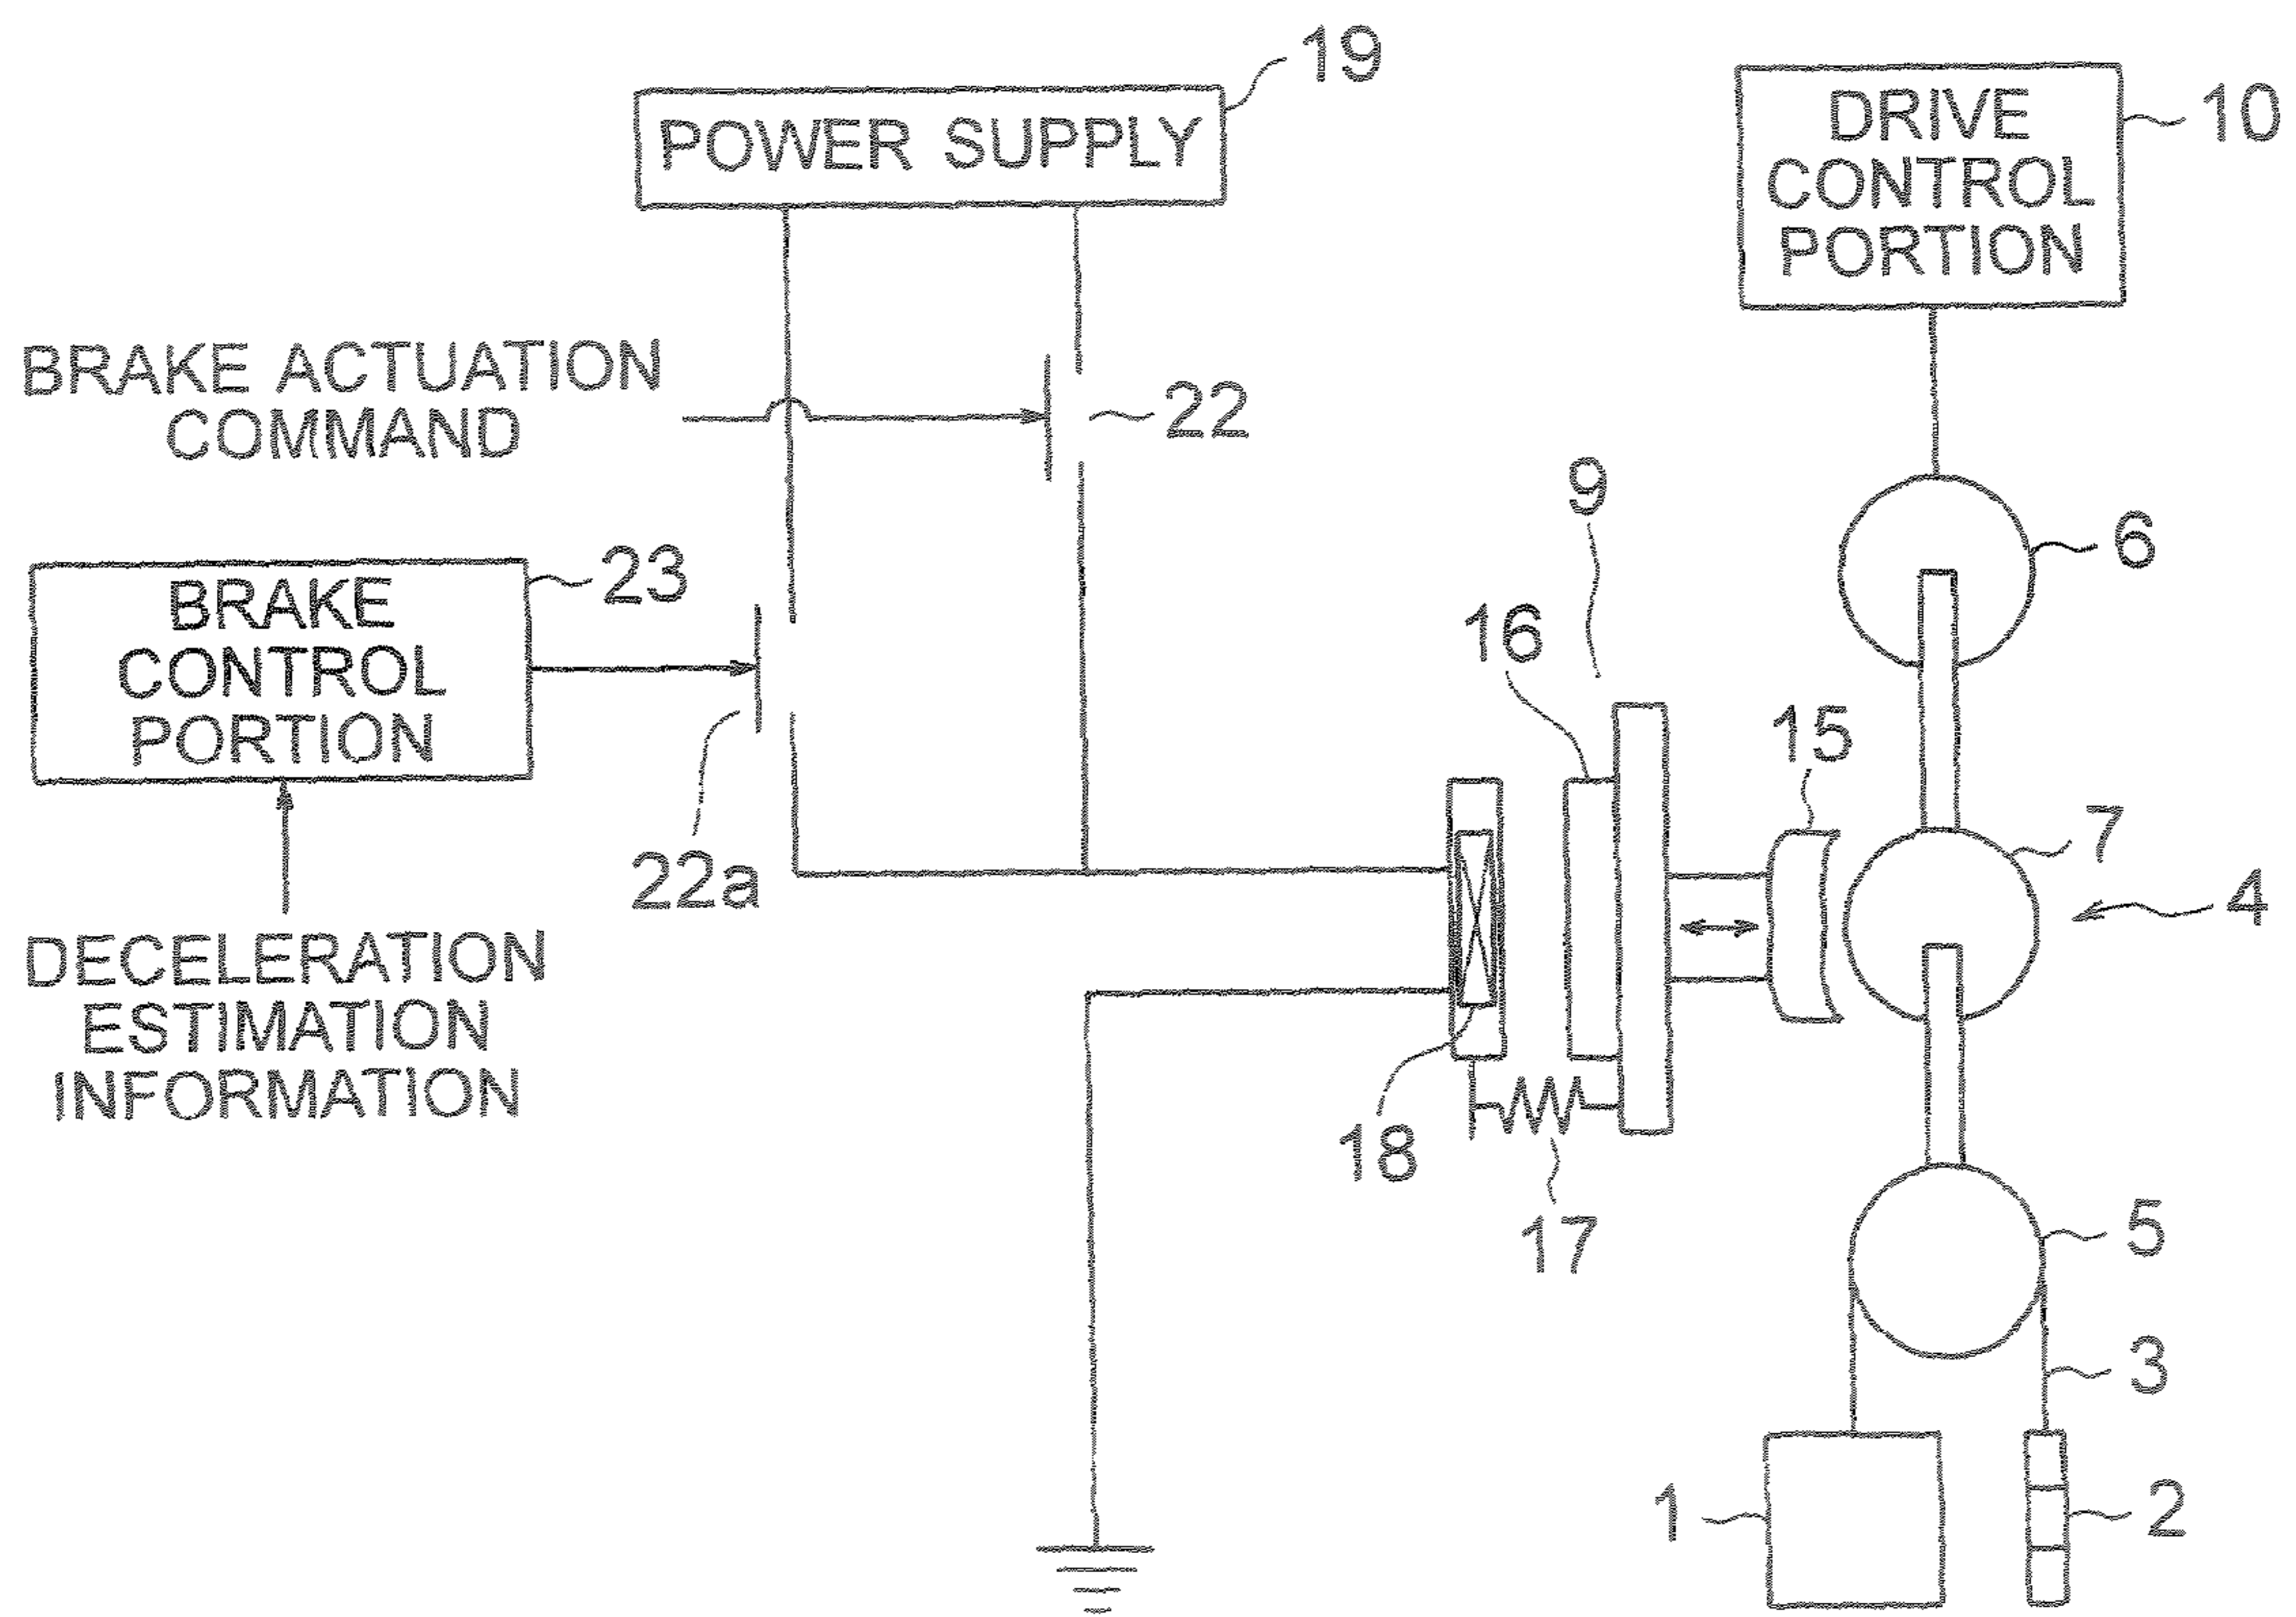 19
POWER SUPPLY
DRIVE
CONTROL
PORTION
10
BRAKE ACTUATION
COMMAND
22
9
6
23
BRAKE
CONTROL
PORTION
16
15
7
22a
4
DECELERATION
ESTIMATION
INFORMATION
18
17
5
3
1
2